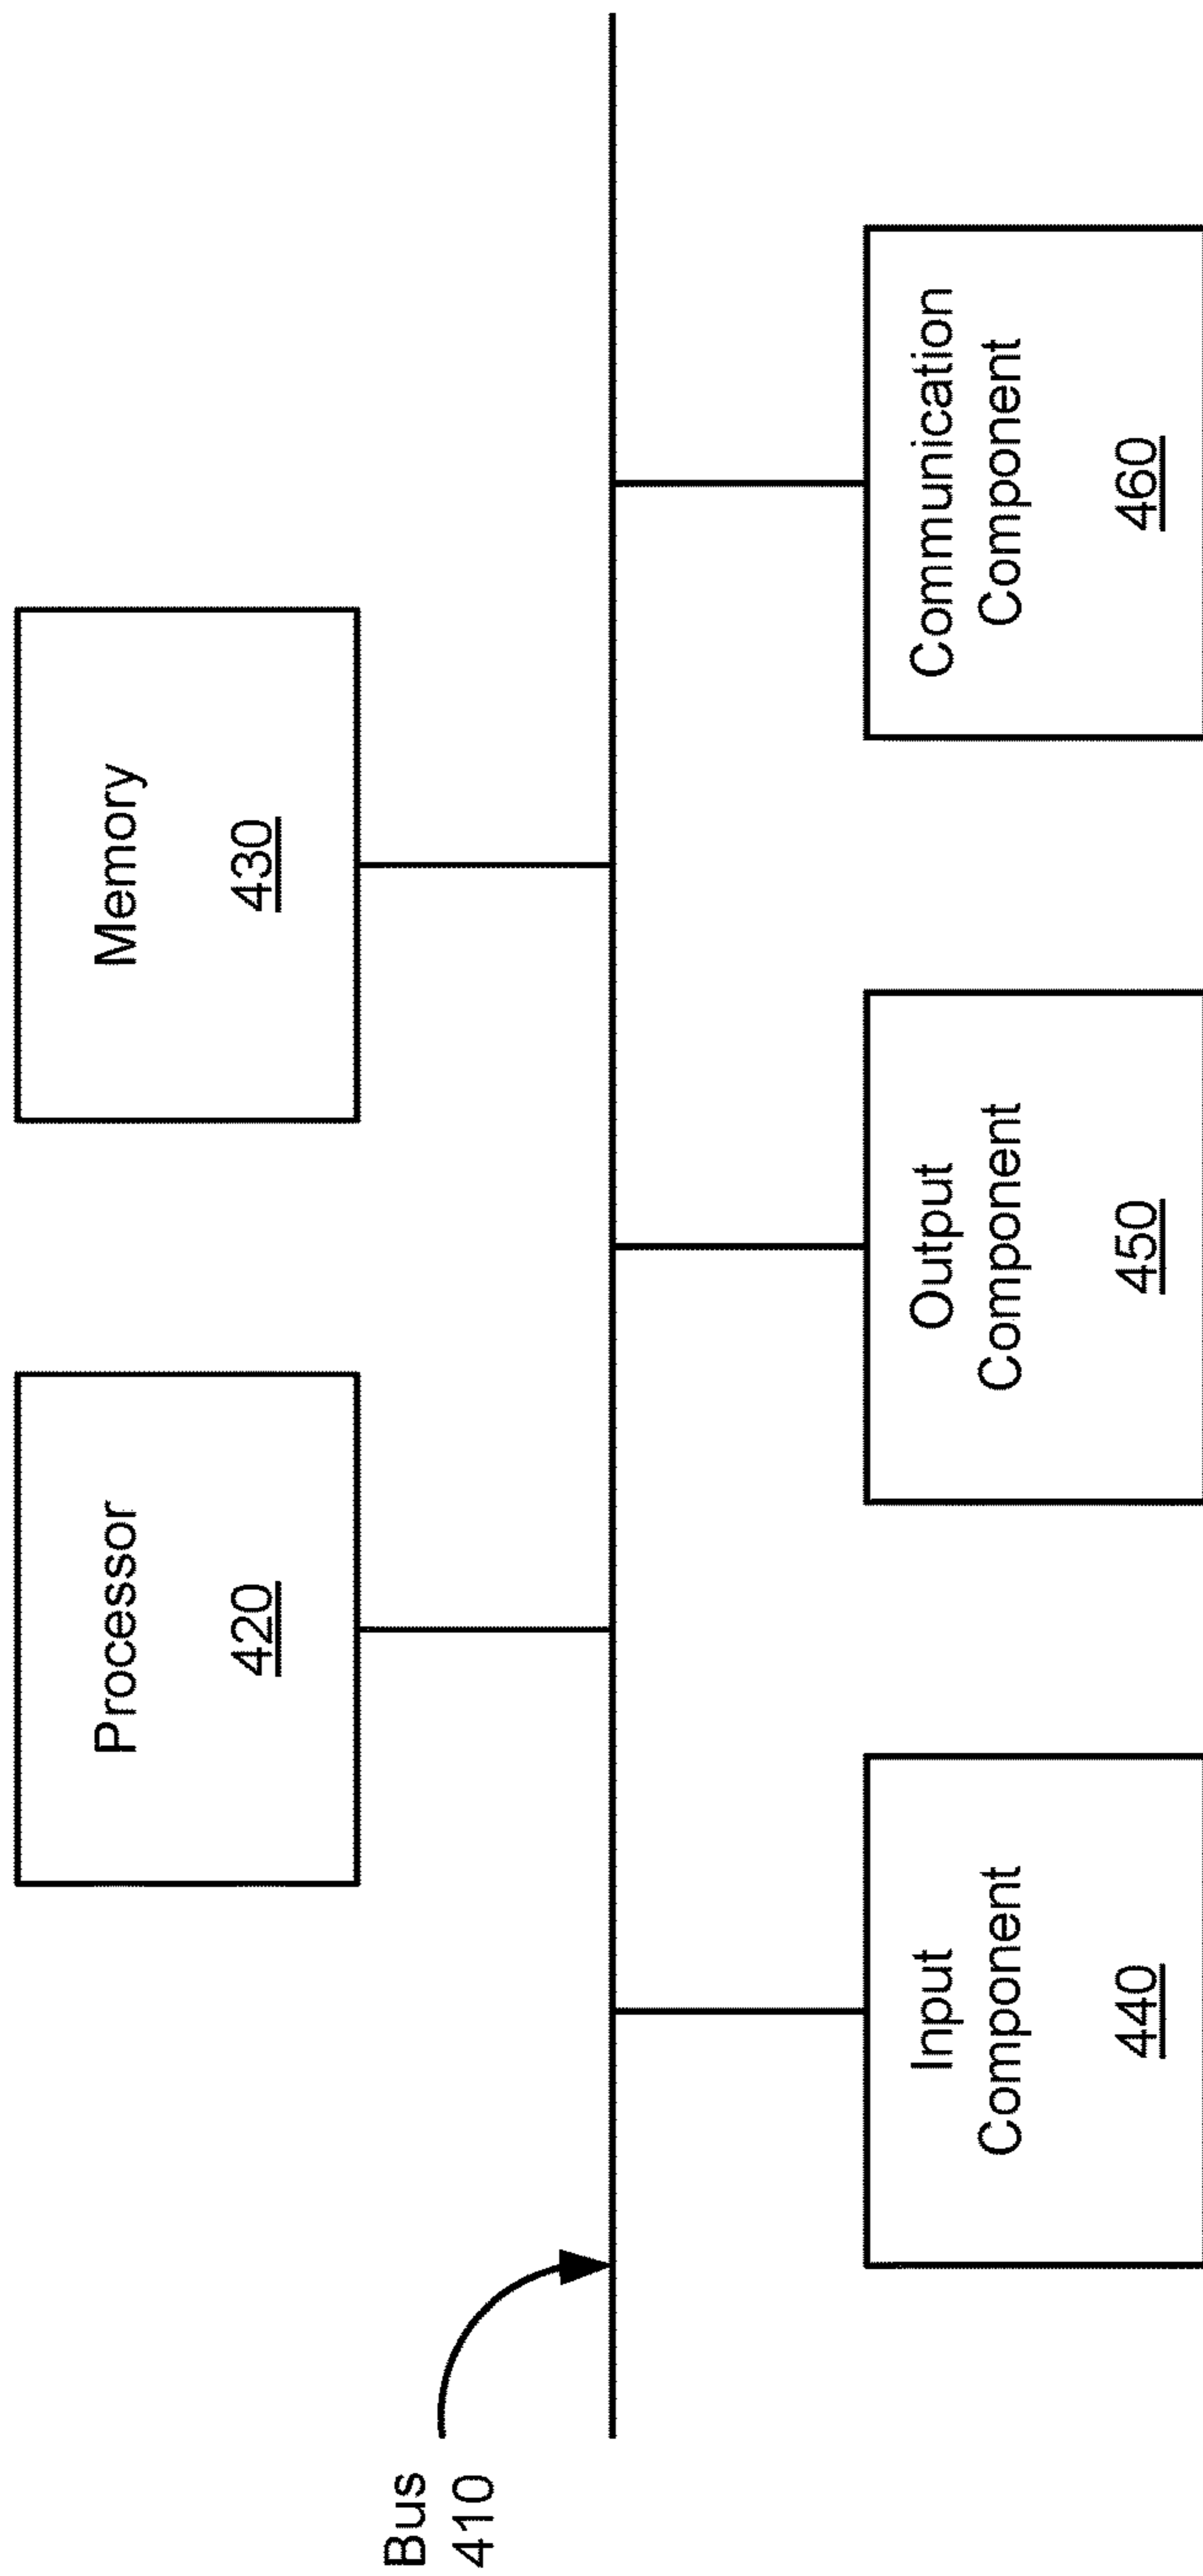 Processor
420
Memory
430
Bus
410
Input
Component
440
Output
Component
450
Communication
Component
460